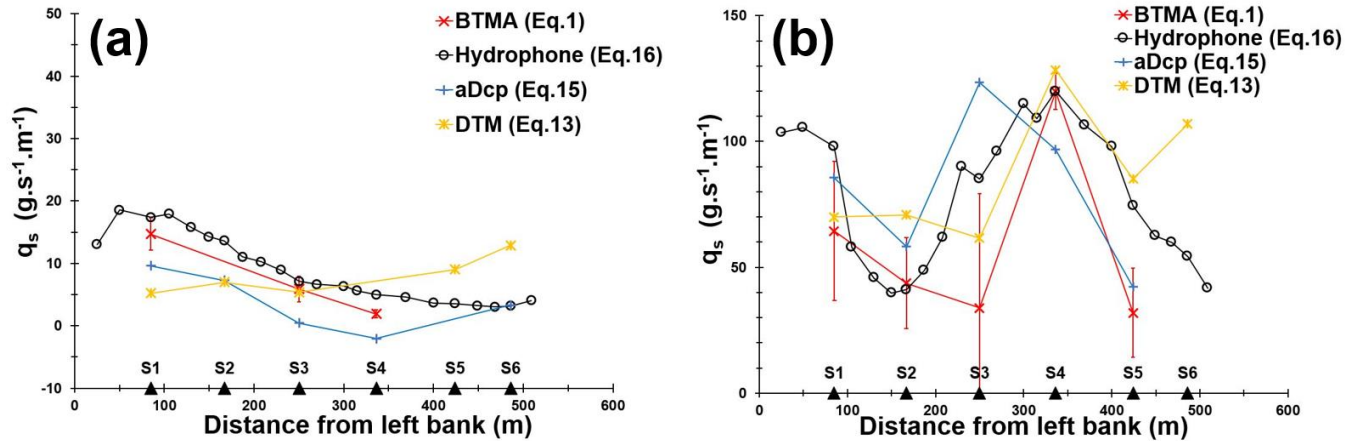 (a)
BTMA (Eq.1)
Hydrophone (Eq.16)
aDcp (Eq.15)
DTM (Eq.13)
qs (g.s-1.m-1)
50
40
30
20
10
0
-10
S1 S2 S3 S4 S5 S6
0 100 200 300 400 500 600
Distance from left bank (m)
(b)
BTMA (Eq.1)
Hydrophone (Eq.16)
aDcp (Eq.15)
DTM (Eq.13)
qs (g.s-1.m-1)
150
100
50
0
S1 S2 S3 S4 S5 S6
0 100 200 300 400 500 600
Distance from left bank (m)